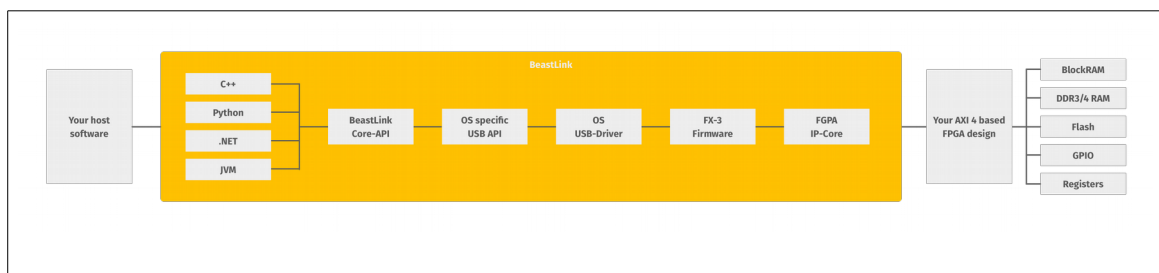 BeastLink
Your host
software
C++
Python
.NET
JVM
BeastLink
Core-API
OS specific
USB API
OS
USB-Driver
FX-3
Firmware
FGPA
IP-Core
Your AXI 4 based
FPGA design
BlockRAM
DDR3/4 RAM
Flash
GPIO
Registers